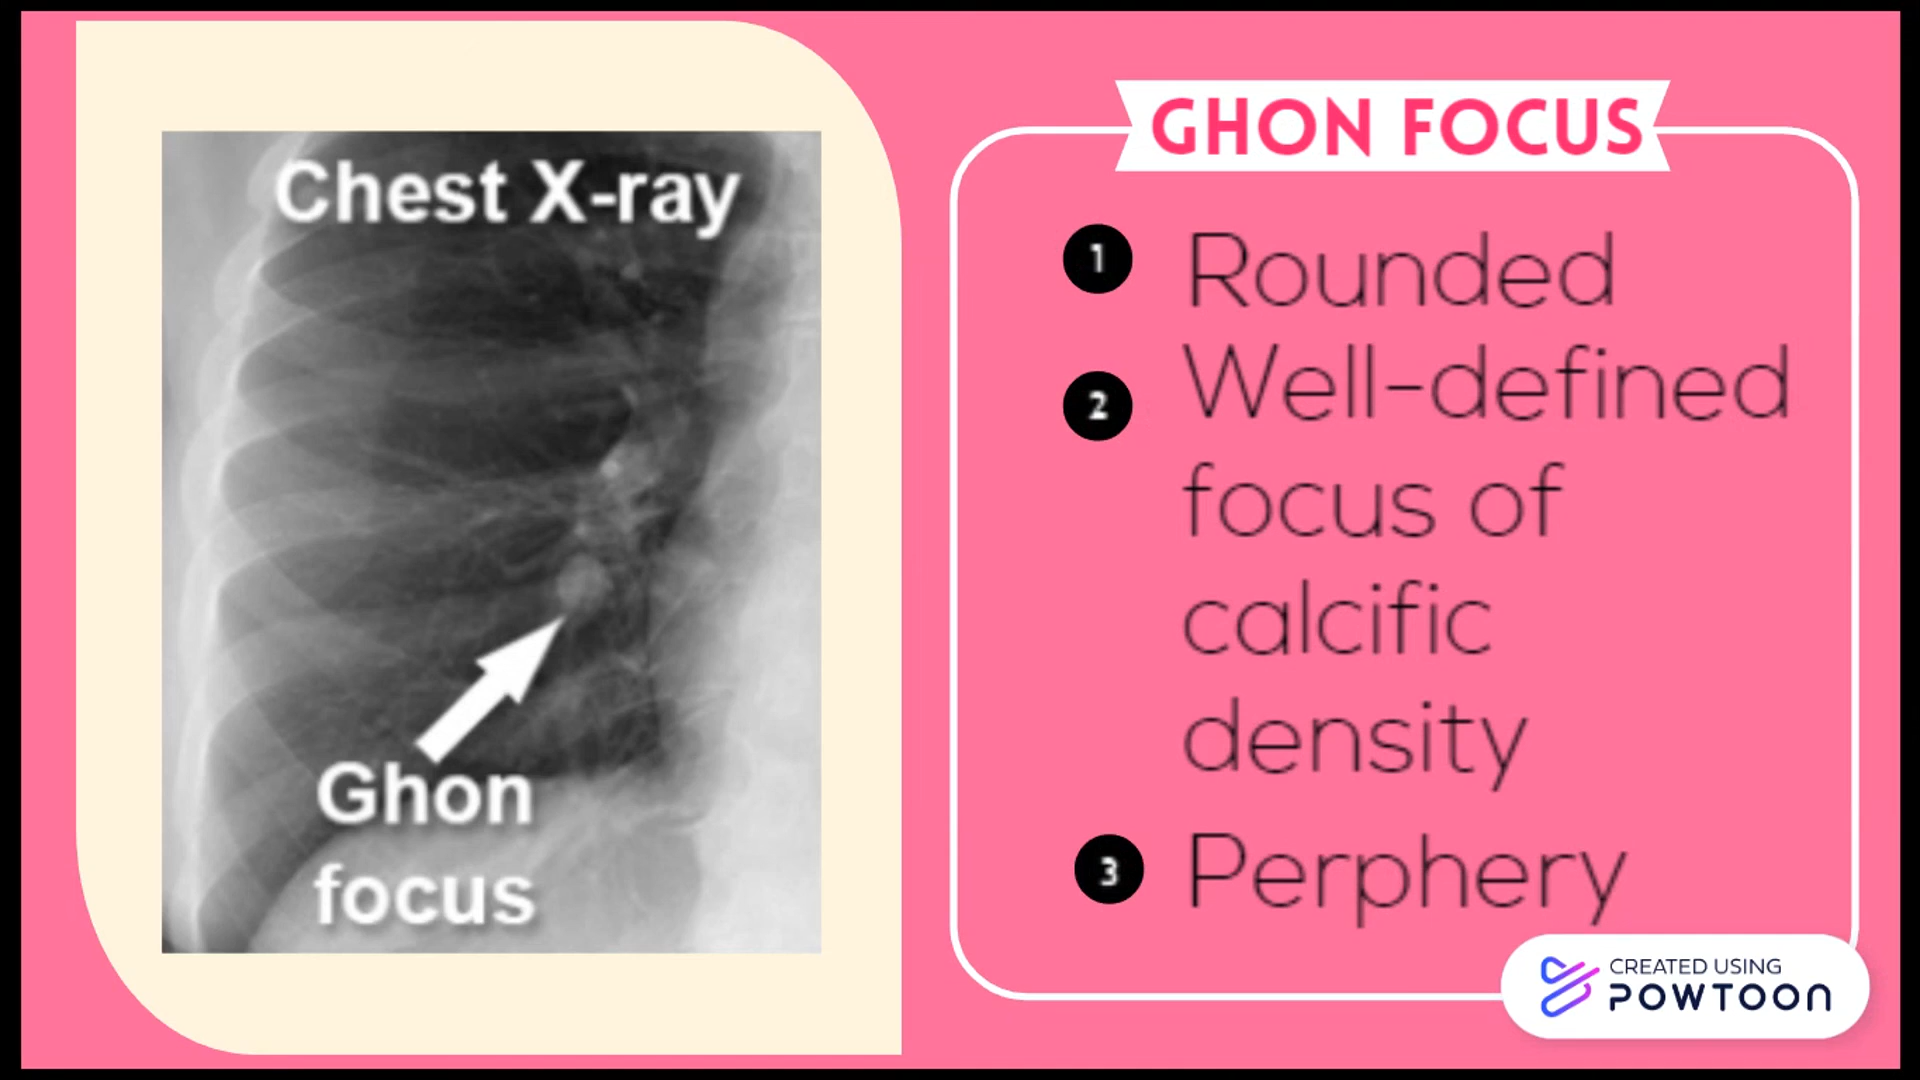 Chest X-ray
Ghon
focus
GHON FOCUS
1 Rounded
2 Well-defined
focus of
calcific
density
3 Perphery
CREATED USING
POWTOON